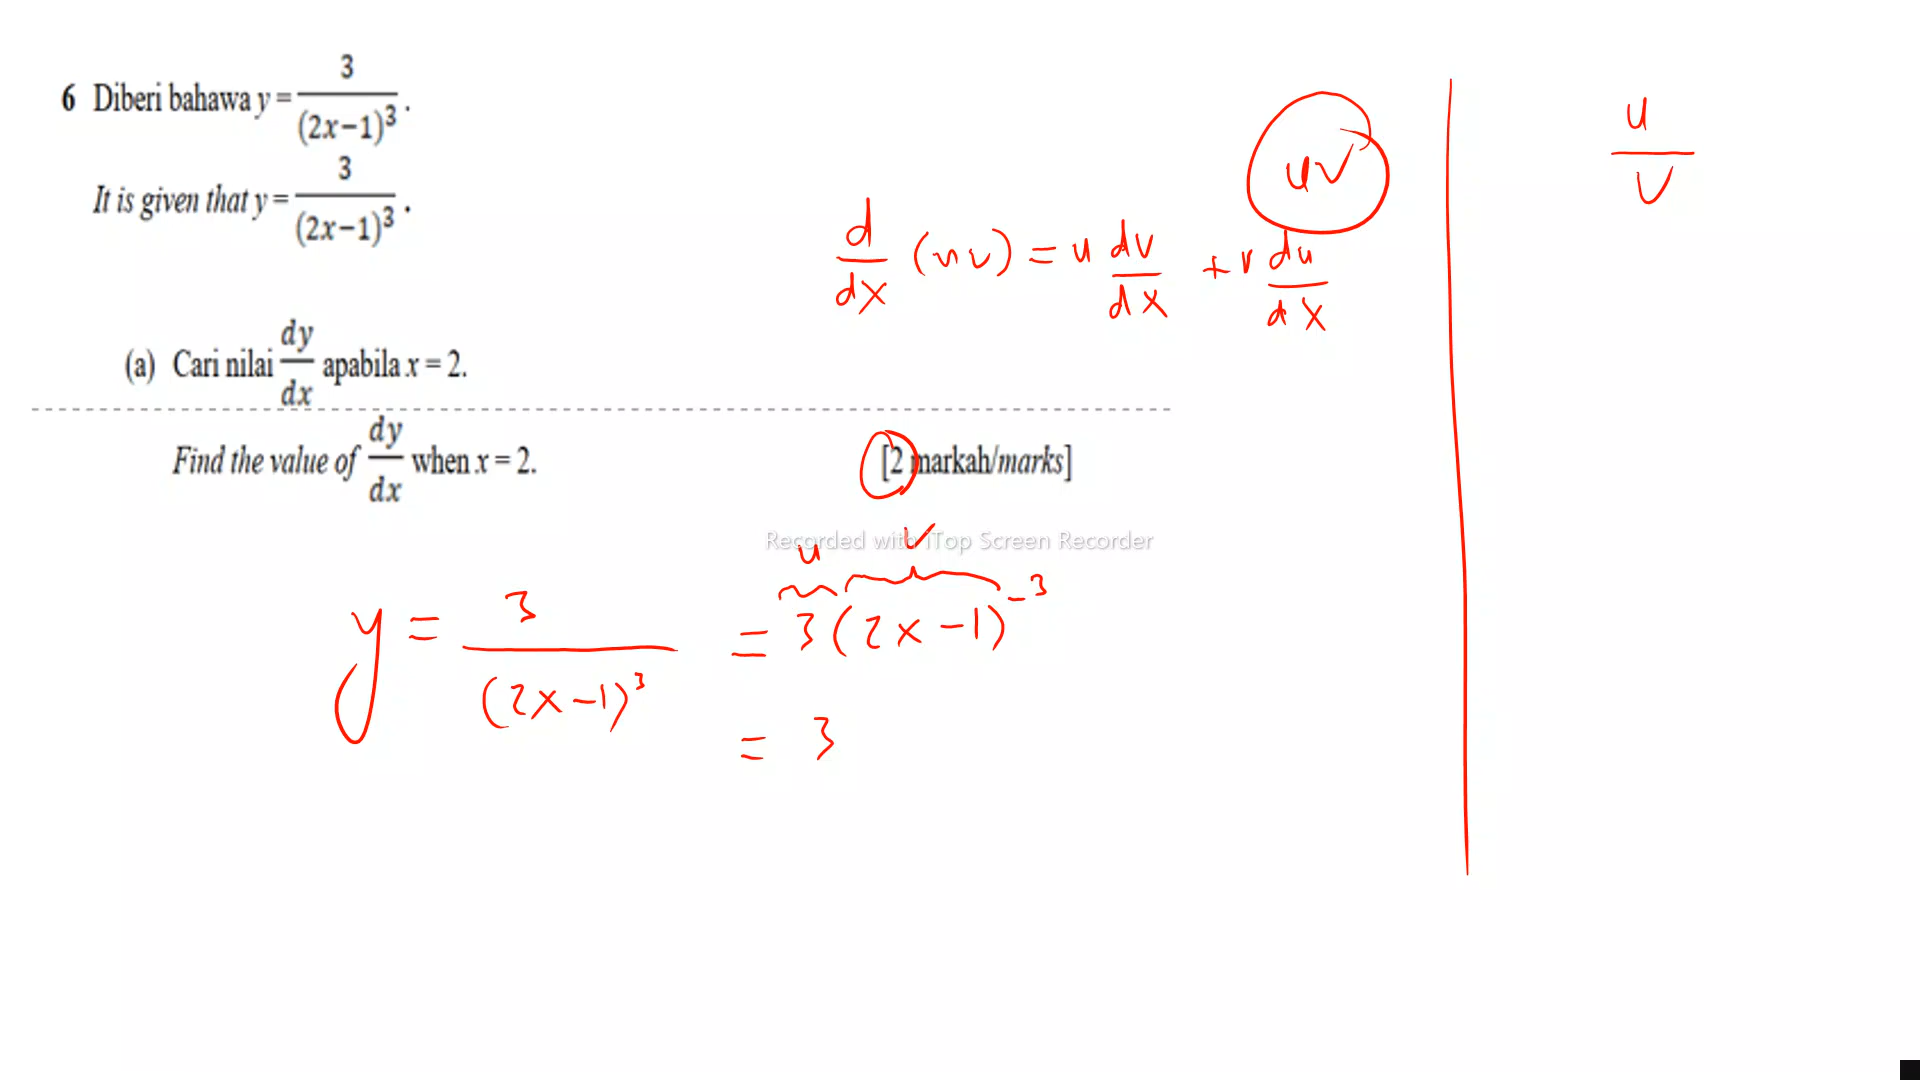 6 Diberi bahawa y = 3/(2x−1)³.
It is given that y = 3/(2x−1)³.
uv
u/v
d/dx (uv) = u dv/dx + v du/dx
(a) Cari nilai dy/dx apabila x = 2.
Find the value of dy/dx when x = 2. [2 markah/marks]
Recorded with iTop Screen Recorder
u v
y = 3/(2x−1)³ = 3(2x−1)⁻³
= 3